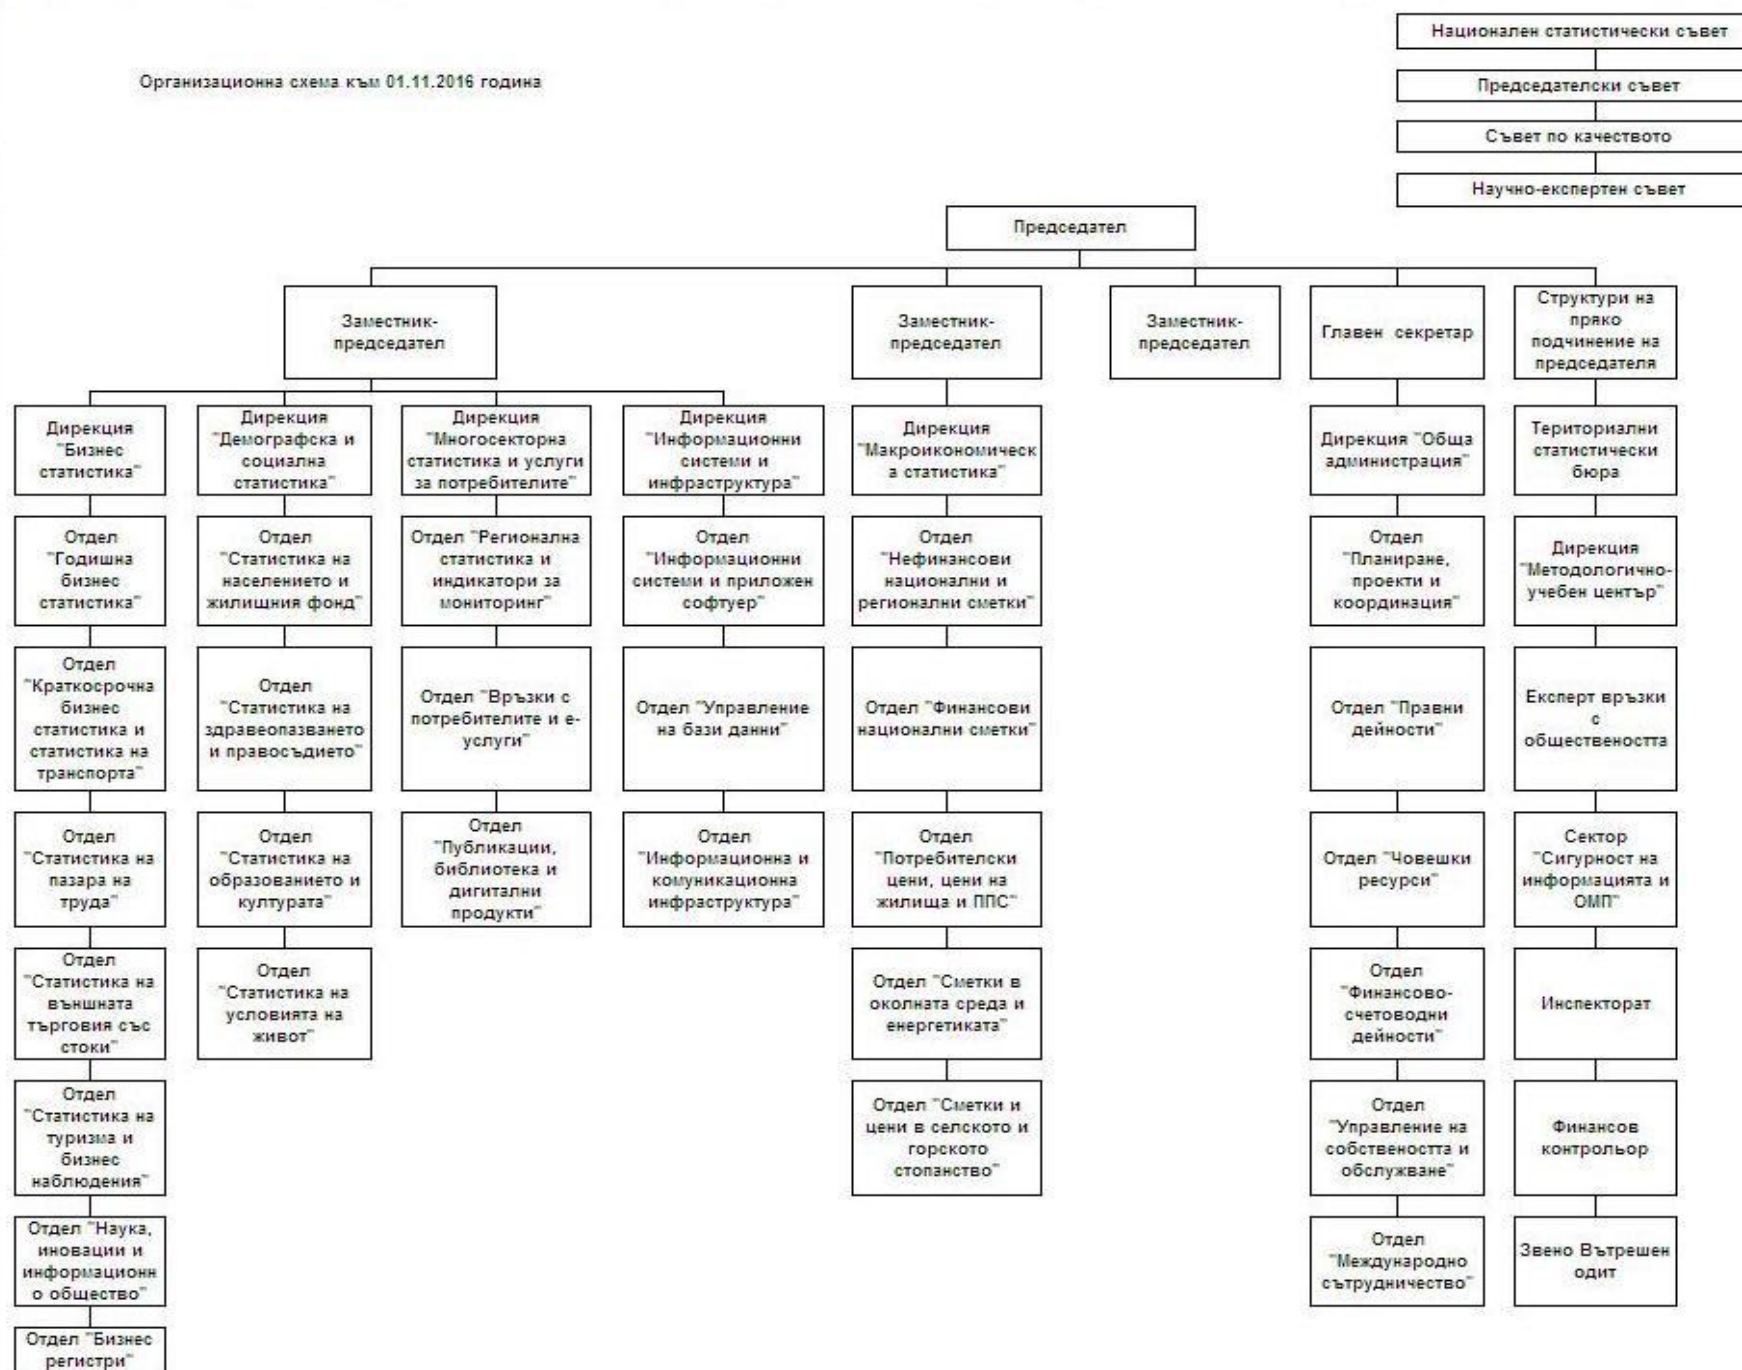 Национален статистически съвет
Организационна схема към 01.11.2016 година
Председателски съвет
Съвет по качеството
Научно-експертен съвет
Председател
Заместник-
председател
Заместник-
председател
Заместник-
председател
Главен секретар
Структури на
пряко
подчинение на
председателя
Дирекция
"Бизнес
статистика"
Дирекция
"Демографска и
социална
статистика"
Дирекция
"Многосекторна
статистика и услуги
за потребителите"
Дирекция
"Информационни
системи и
инфраструктура"
Дирекция
"Макроикономическ
а статистика"
Дирекция "Обща
администрация"
Териториални
статистически
бюра
Отдел
"Годишна
бизнес
статистика"
Отдел
"Статистика на
населението и
жилищния фонд"
Отдел "Регионална
статистика и
индикатори за
мониторинг"
Отдел
"Информационни
системи и приложен
софтуер"
Отдел
"Нефинансови
национални и
регионални сметки"
Отдел
"Планиране,
проекти и
координация"
Дирекция
"Методологично-
учебен център"
Отдел
"Краткосрочна
бизнес
статистика и
статистика на
транспорта"
Отдел
"Статистика на
здравеопазването
и правосъдието"
Отдел "Връзки с
потребителите и е-
услуги"
Отдел "Управление
на бази данни"
Отдел "Финансови
национални сметки"
Отдел "Правни
дейности"
Експерт връзки
с
обществеността
Отдел
"Статистика на
пазара на
труда"
Отдел
"Статистика на
образованието и
културата"
Отдел
"Публикации,
библиотека и
дигитални
продукти"
Отдел
"Информационна и
комуникационна
инфраструктура"
Отдел
"Потребителски
цени, цени на
жилища и ППС"
Отдел "Човешки
ресурси"
Сектор
"Сигурност на
информацията и
ОМП"
Отдел
"Статистика на
външната
търговия със
стоки"
Отдел
"Статистика на
условията на
живот"
Отдел "Сметки в
околната среда и
енергетиката"
Отдел
"Финансово-
счетоводни
дейности"
Инспекторат
Отдел
"Статистика на
туризма и
бизнес
наблюдения"
Отдел "Сметки и
цени в селското и
горското
стопанство"
Отдел
"Управление на
собствеността и
обслужване"
Финансов
контрольор
Отдел "Наука,
иновации и
информационн
о общество"
Отдел
"Международно
сътрудничество"
Звено Вътрешен
одит
Отдел "Бизнес
регистри"